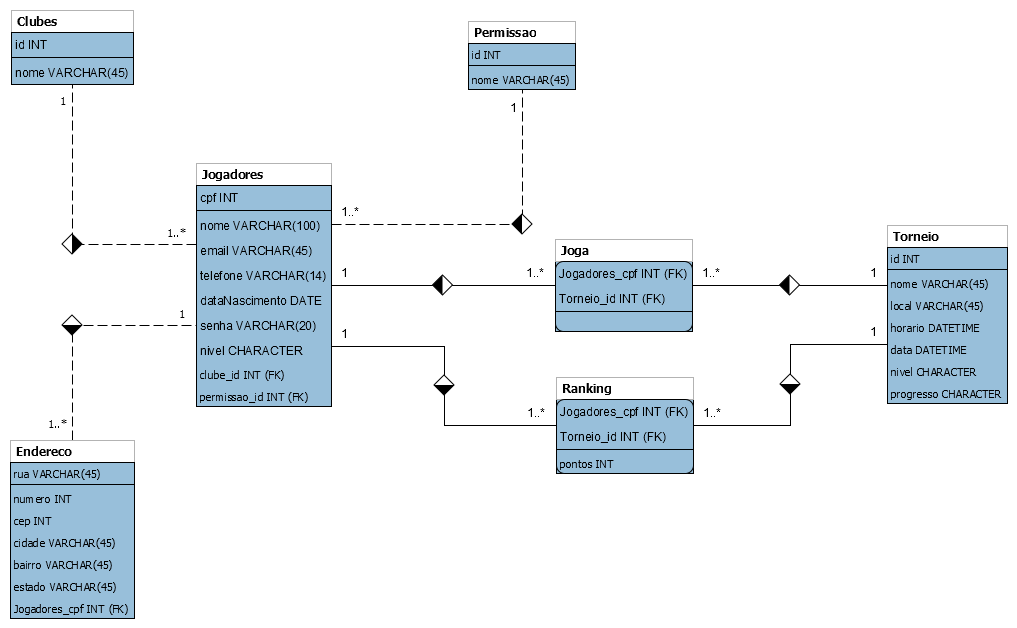 Clubes
id INT
nome VARCHAR(45)
1
1..*
Permissao
id INT
nome VARCHAR(45)
1
1..*
Jogadores
cpf INT
nome VARCHAR(100)
email VARCHAR(45)
telefone VARCHAR(14)
dataNascimento DATE
senha VARCHAR(20)
nivel CHARACTER
clube_id INT (FK)
permissao_id INT (FK)
1
1..*
1
1..*
Joga
Jogadores_cpf INT (FK)
Torneio_id INT (FK)
1..*
1
Torneio
id INT
nome VARCHAR(45)
local VARCHAR(45)
horario DATETIME
data DATETIME
nivel CHARACTER
progresso CHARACTER
1
1..*
Ranking
Jogadores_cpf INT (FK)
Torneio_id INT (FK)
pontos INT
1..*
1
Endereco
rua VARCHAR(45)
numero INT
cep INT
cidade VARCHAR(45)
bairro VARCHAR(45)
estado VARCHAR(45)
Jogadores_cpf INT (FK)